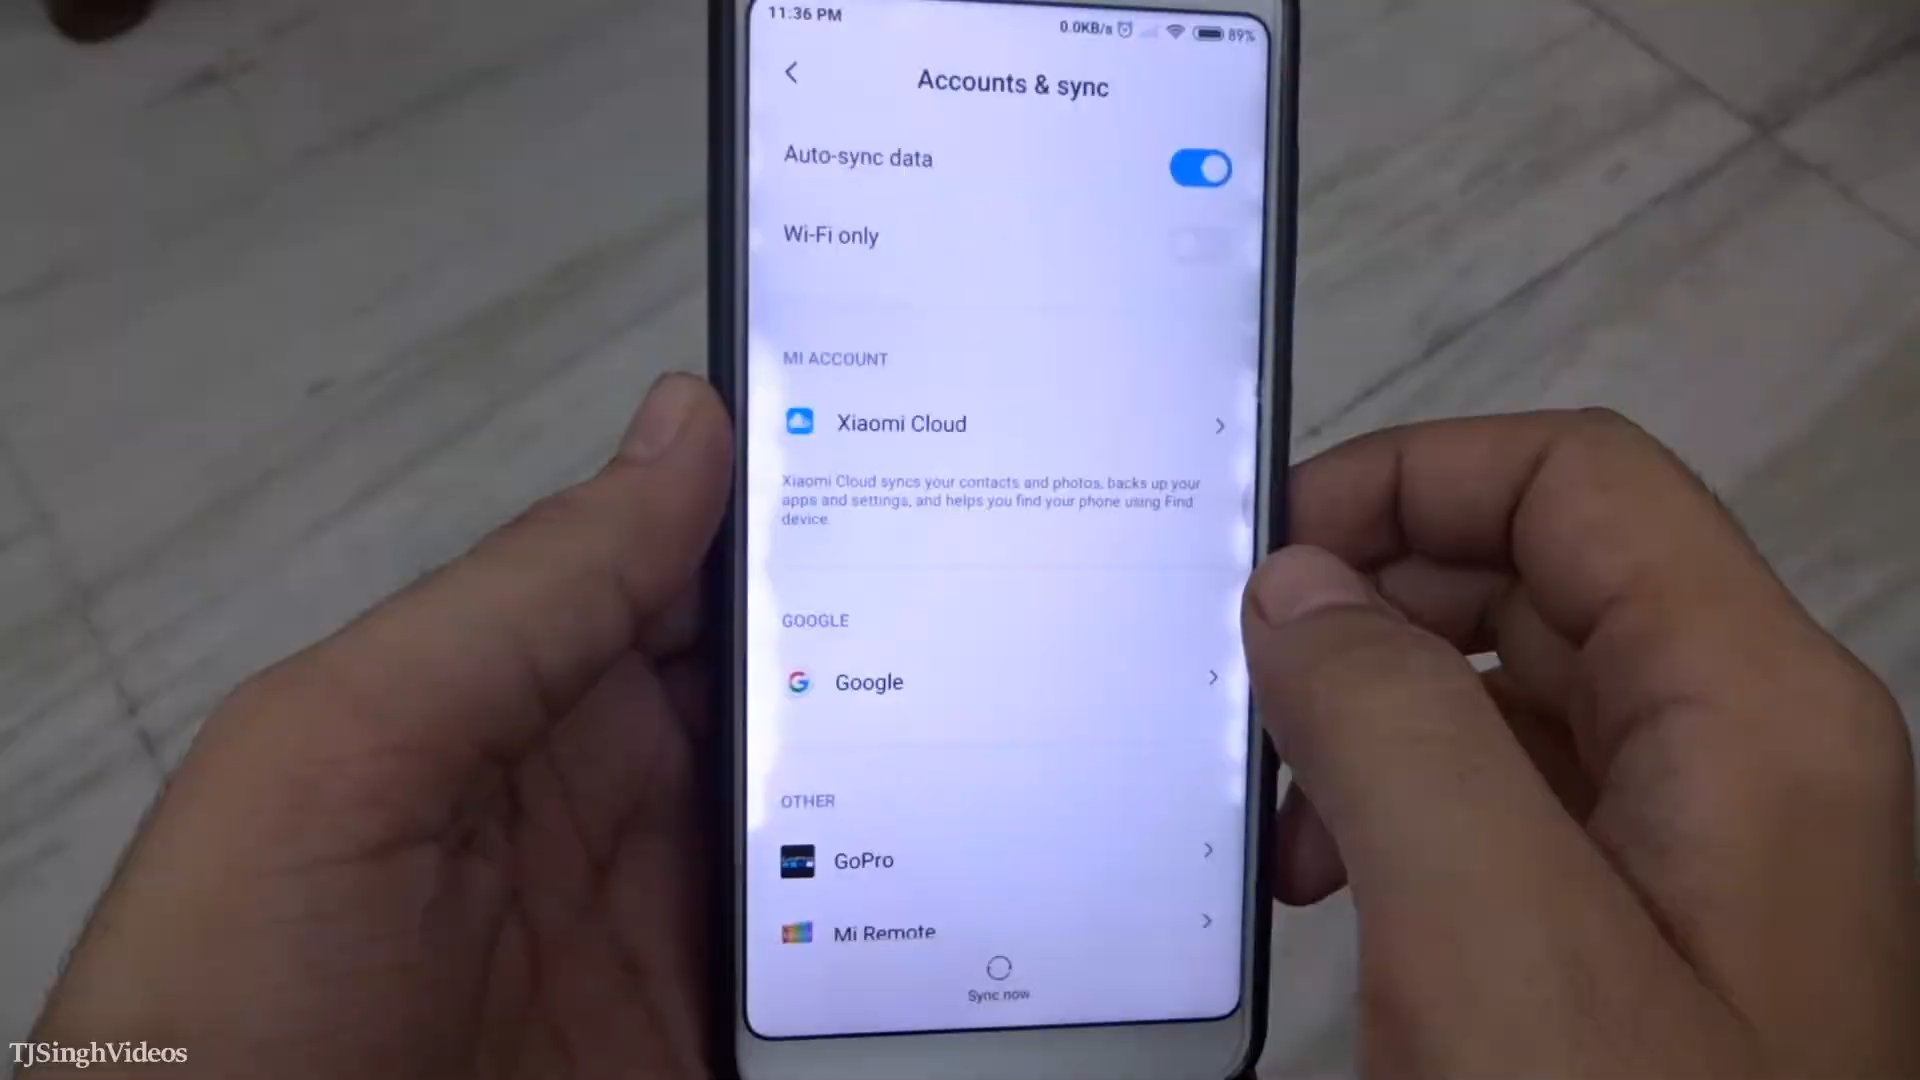 11:36 PM
0.0KB/s 89%
Accounts & sync
Auto-sync data
Wi-Fi only
MI ACCOUNT
Xiaomi Cloud
Xiaomi Cloud syncs your contacts and photos, backs up your
apps and settings, and helps you find your phone using Find
device
GOOGLE
Google
OTHER
GoPro
Mi Remote
Sync now
TJSinghVideos